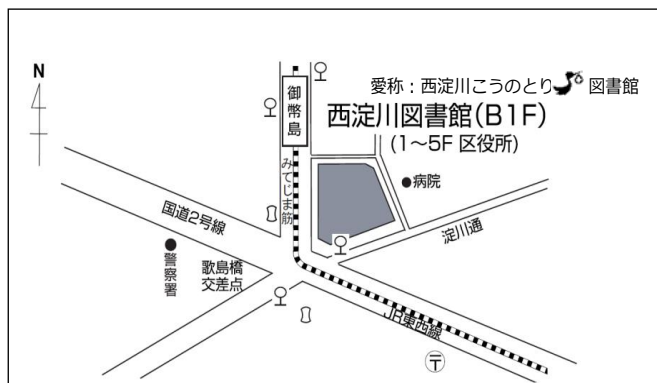 N
愛称：西淀川こうのとり図書館
西淀川図書館(B1F)
(1～5F 区役所)
御幣島
みてじま筋
病院
国道2号線
淀川通
警察署
歌島橋
交差点
JR東西線
〒